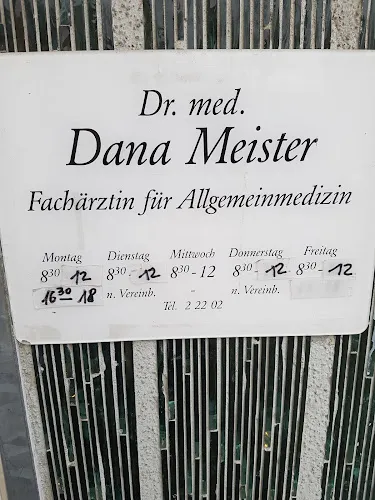 Dr. med.
Dana Meister
Fachärztin für Allgemeinmedizin
Montag Dienstag Mittwoch Donnerstag Freitag
8³⁰ 12 8³⁰ - 12 8³⁰ - 12 8³⁰ - 12 8³⁰ - 12
16³⁰ - 18 n. Vereinb. - n. Vereinb.
Tel. 2 22 02